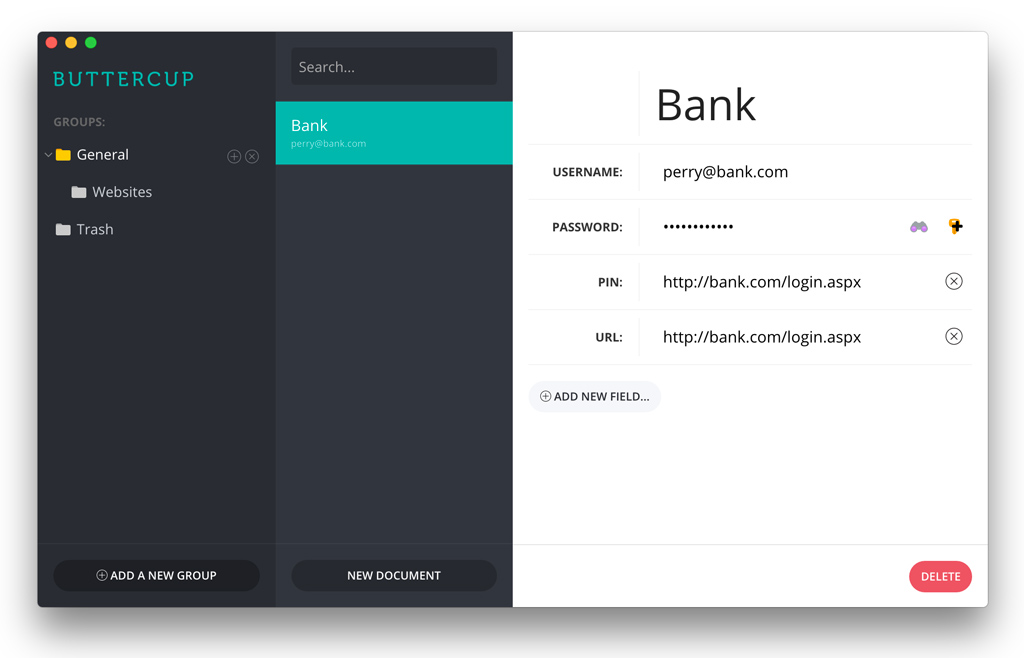 BUTTERCUP
GROUPS:
General
Websites
Trash
ADD A NEW GROUP
Search...
Bank
perry@bank.com
NEW DOCUMENT
Bank
USERNAME: perry@bank.com
PASSWORD: ••••••••••••
PIN: http://bank.com/login.aspx
URL: http://bank.com/login.aspx
ADD NEW FIELD...
DELETE